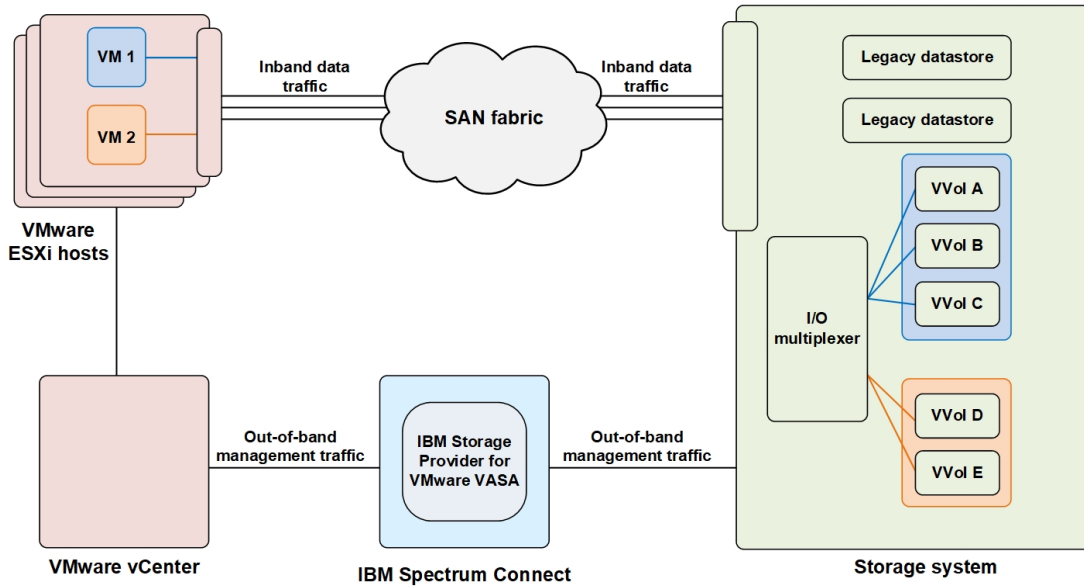 VM 1
VM 2
VMware
ESXi hosts
Inband data
traffic
SAN fabric
Inband data
traffic
Legacy datastore
Legacy datastore
VVol A
VVol B
VVol C
I/O
multiplexer
VVol D
VVol E
Out-of-band
management traffic
IBM Storage
Provider for
VMware VASA
Out-of-band
management traffic
VMware vCenter
IBM Spectrum Connect
Storage system